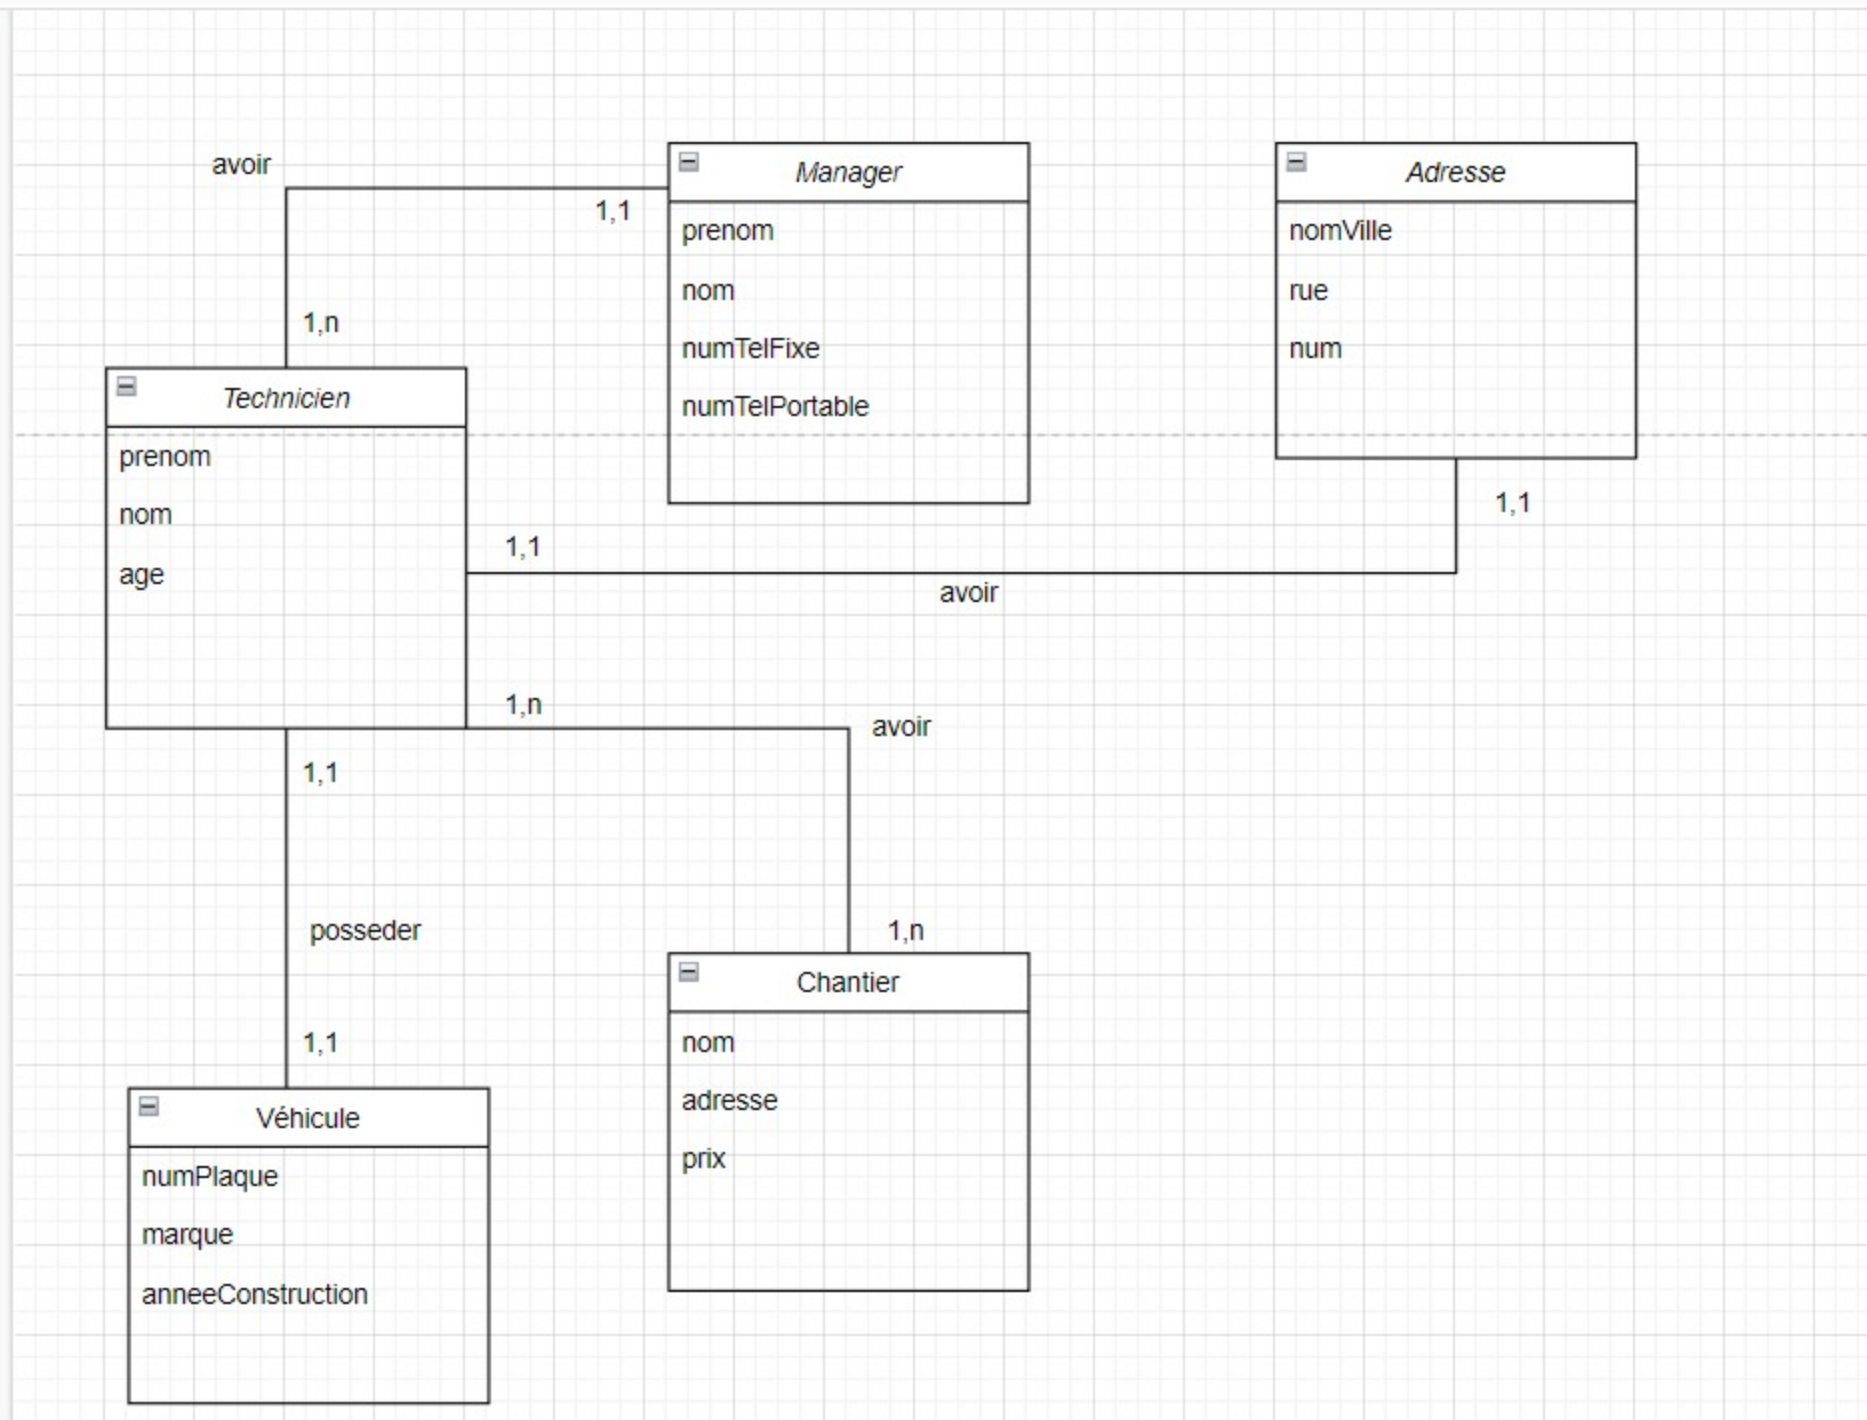 avoir
1,1
1,n
Manager
prenom
nom
numTelFixe
numTelPortable
Adresse
nomVille
rue
num
1,1
Technicien
prenom
nom
age
1,1
avoir
1,n
avoir
1,1
posseder
1,1
1,n
Chantier
nom
adresse
prix
Véhicule
numPlaque
marque
anneeConstruction